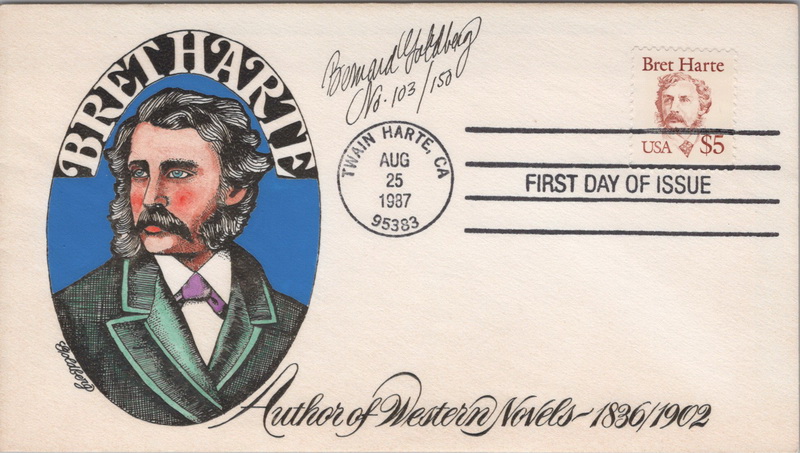 BRET HARTE
Bernard Goldberg
No. 103/150
TWAIN HARTE, CA
AUG
25
1987
95383
Bret Harte
USA $5
FIRST DAY OF ISSUE
Goldberg
Author of Western Novels~1836/1902